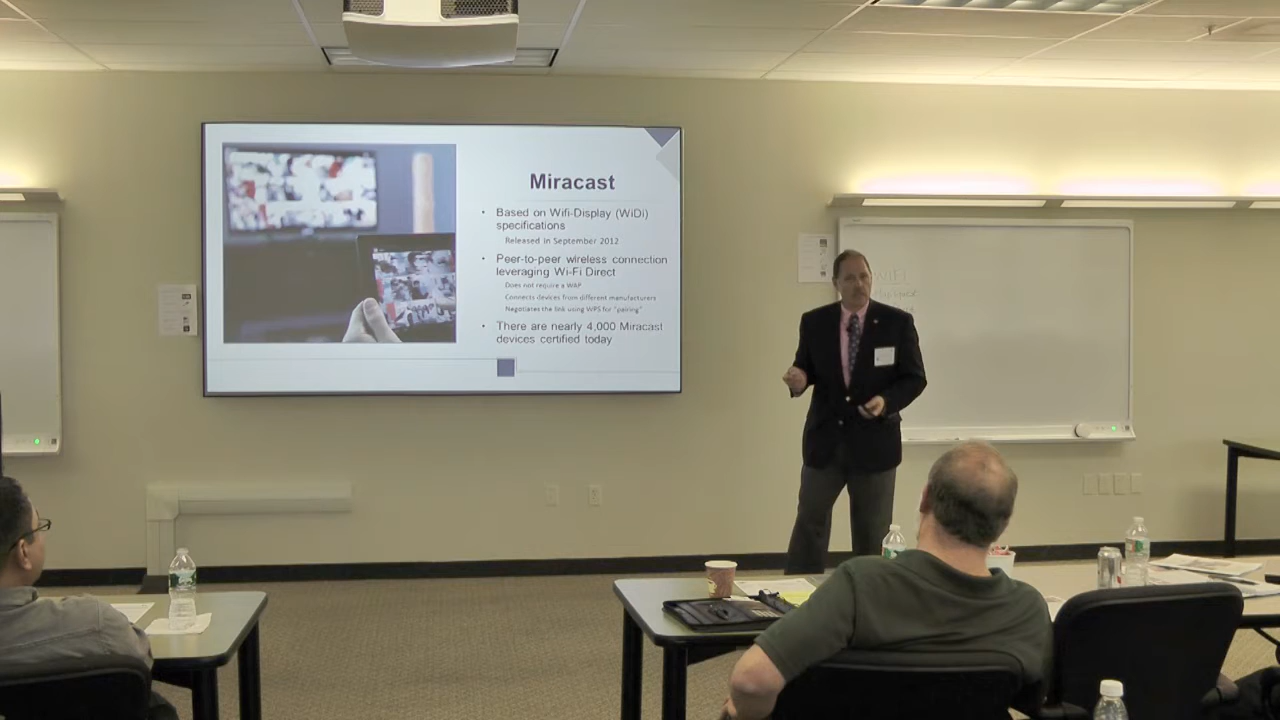 Miracast
• Based on Wifi-Display (WiDi)
specifications
Released in September 2012
• Peer-to-peer wireless connection
leveraging Wi-Fi Direct
Does not require a WAP
Connects devices from different manufacturers
Negotiates the link using WPS for "pairing"
• There are nearly 4,000 Miracast
devices certified today
WiFi